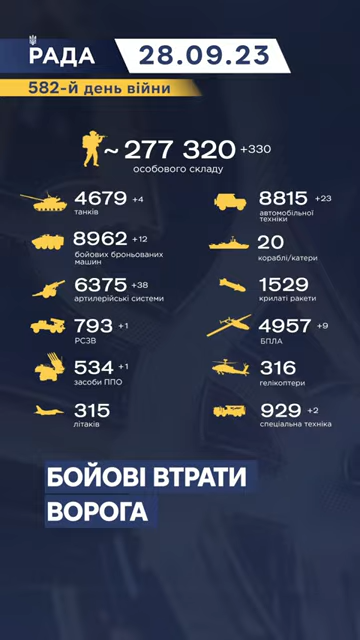 РАДА
28.09.23
582-й день війни
~ 277 320 +330
особового складу
4679 +4
танків
8962 +12
бойових броньованих
машин
6375 +38
артилерійські системи
793 +1
РСЗВ
534 +1
засоби ППО
315
літаків
8815 +23
автомобільної
техніки
20
кораблі/катери
1529
крилаті ракети
4957 +9
БПЛА
316
гелікоптери
929 +2
спеціальна техніка
БОЙОВІ ВТРАТИ
ВОРОГА